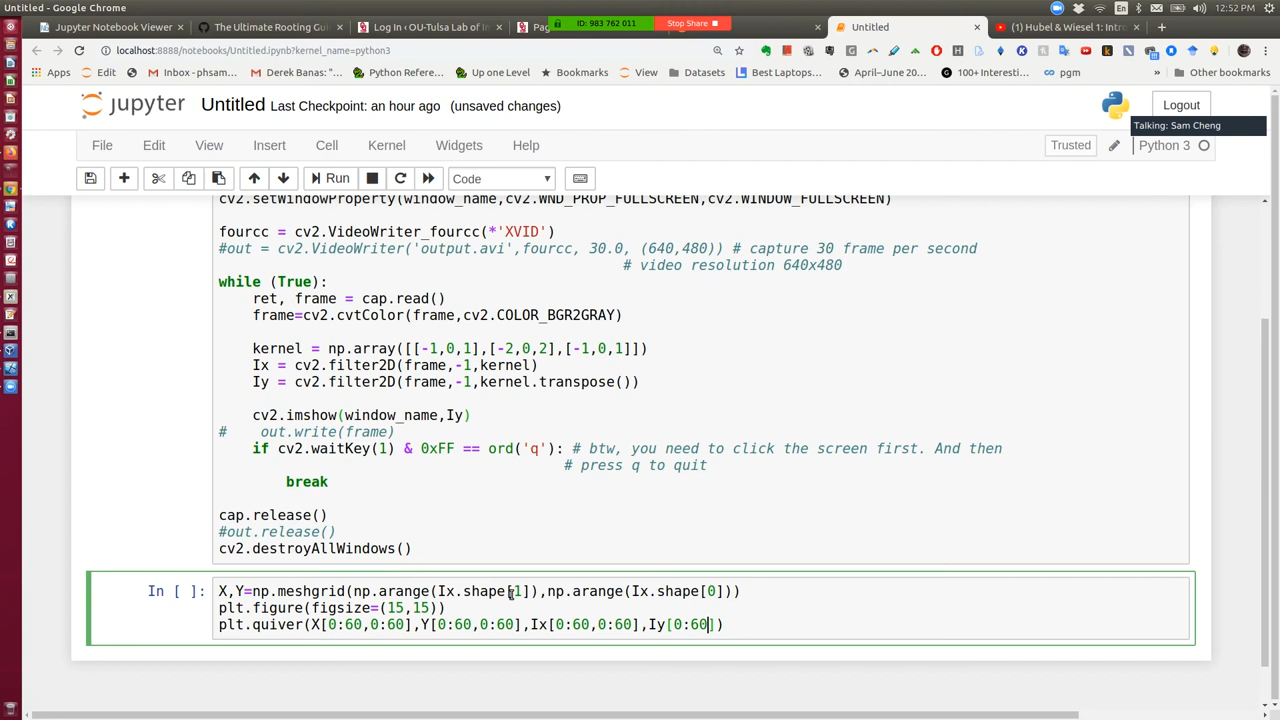 Untitled - Google Chrome
12:52 PM
Jupyter Notebook Viewer
The Ultimate Rooting Gui
Log In ‹ OU-Tulsa Lab of In
Pag
ID: 983 762 011
Stop Share
Untitled
(1) Hubel & Wiesel 1: Intro
localhost:8888/notebooks/Untitled.ipynb?kernel_name=python3
Apps
Edit
Inbox - phsam...
Derek Banas: "...
Python Refere...
Up one Level
Bookmarks
View
Datasets
Best Laptops...
April–June 20...
100+ Interesti...
pgm
»
Other bookmarks
jupyter
Untitled
Last Checkpoint: an hour ago (unsaved changes)
Logout
Talking: Sam Cheng
File Edit View Insert Cell Kernel Widgets Help
Trusted
Python 3
Run
Code
cv2.setWindowProperty(window_name,cv2.WND_PROP_FULLSCREEN,cv2.WINDOW_FULLSCREEN)
fourcc = cv2.VideoWriter_fourcc(*'XVID')
#out = cv2.VideoWriter('output.avi',fourcc, 30.0, (640,480)) # capture 30 frame per second
# video resolution 640x480
while (True):
ret, frame = cap.read()
frame=cv2.cvtColor(frame,cv2.COLOR_BGR2GRAY)
kernel = np.array([[-1,0,1],[-2,0,2],[-1,0,1]])
Ix = cv2.filter2D(frame,-1,kernel)
Iy = cv2.filter2D(frame,-1,kernel.transpose())
cv2.imshow(window_name,Iy)
# out.write(frame)
if cv2.waitKey(1) & 0xFF == ord('q'): # btw, you need to click the screen first. And then
# press q to quit
break
cap.release()
#out.release()
cv2.destroyAllWindows()
In [ ]:
X,Y=np.meshgrid(np.arange(Ix.shape[1]),np.arange(Ix.shape[0]))
plt.figure(figsize=(15,15))
plt.quiver(X[0:60,0:60],Y[0:60,0:60],Ix[0:60,0:60],Iy[0:60])